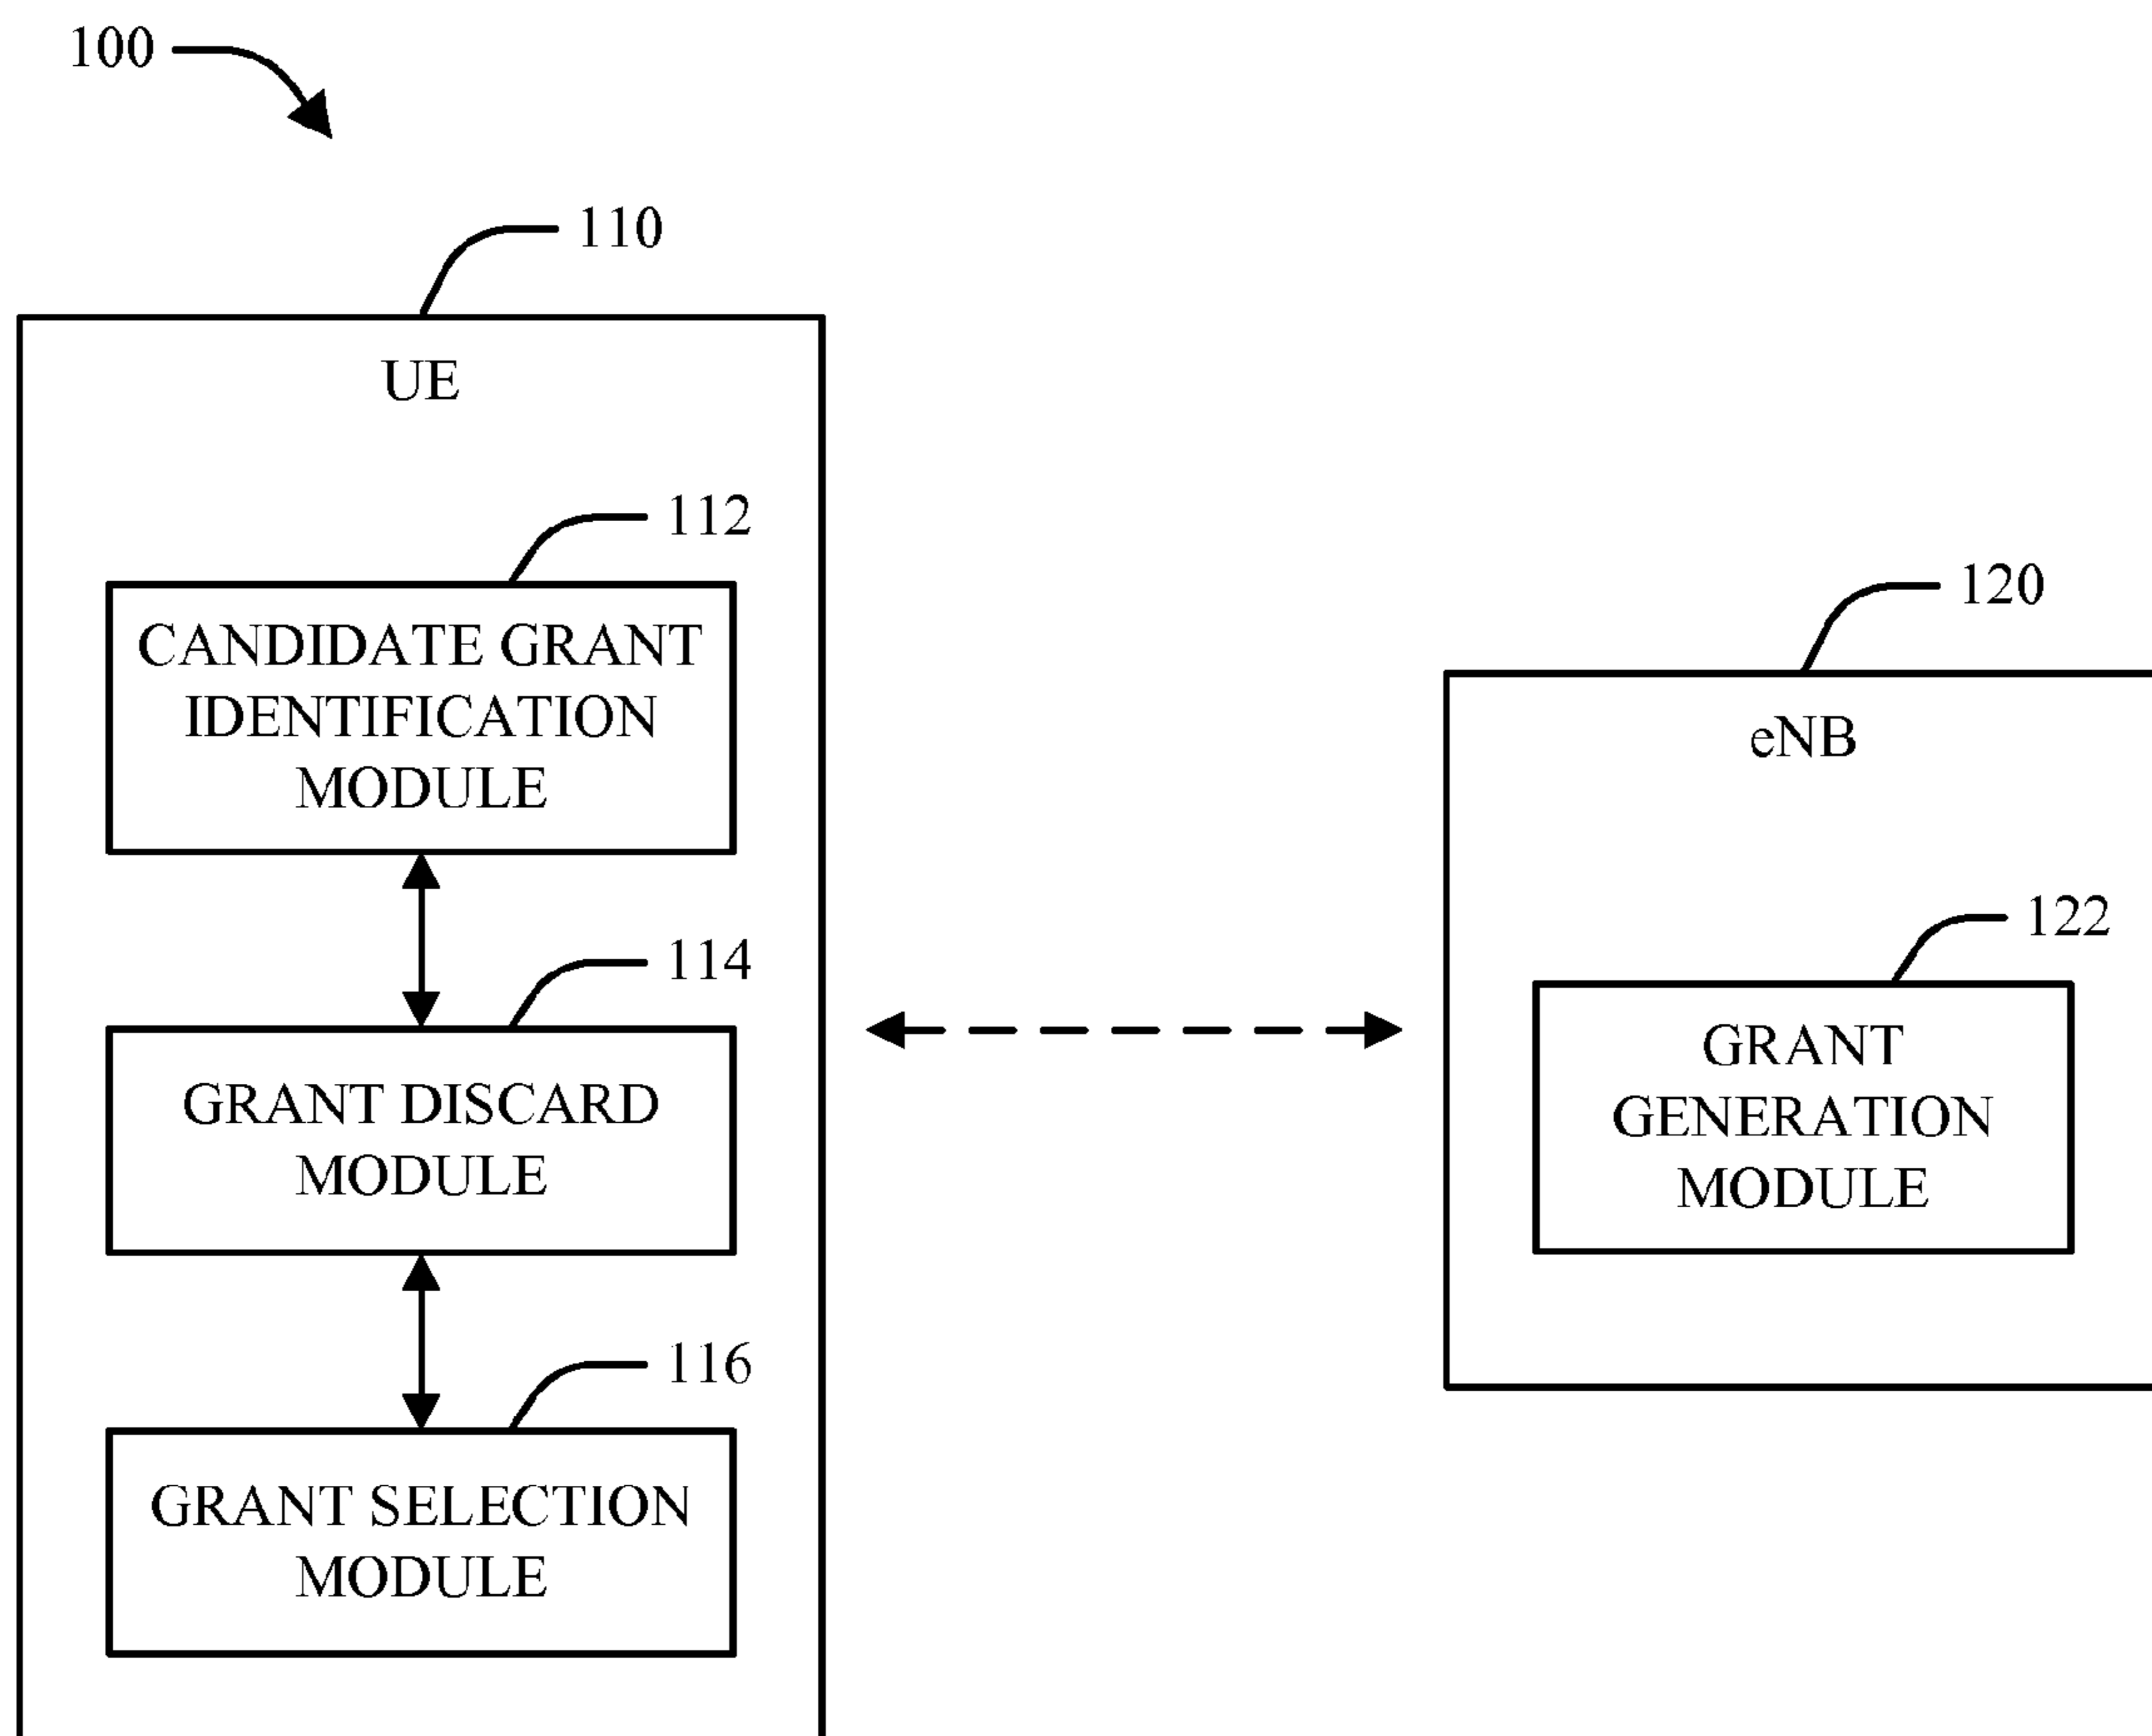 100
110
UE
112
CANDIDATE GRANT
IDENTIFICATION
MODULE
114
GRANT DISCARD
MODULE
116
GRANT SELECTION
MODULE
120
eNB
122
GRANT
GENERATION
MODULE